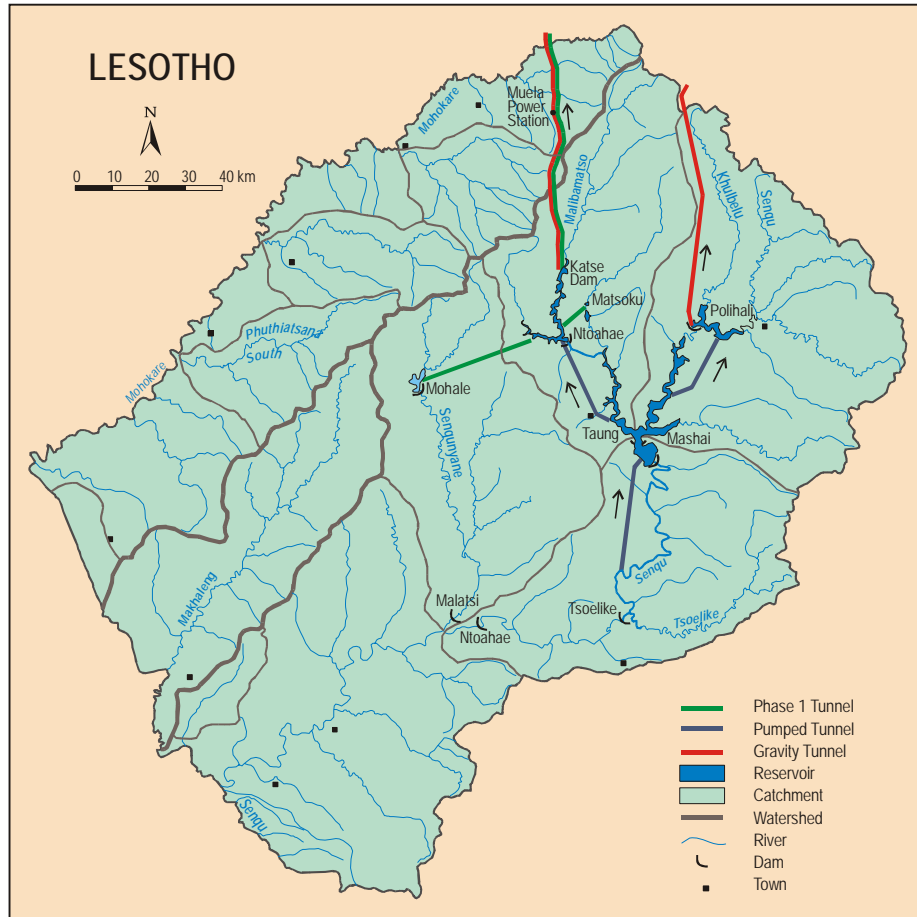 LESOTHO
N
0 10 20 30 40 km
Mohokare
Muela
Power
Station
Malibamatso
Khulbelu
Senqu
Katse
Dam
Matsoku
Ntoahae
Polihali
Phuthiatsana
South
Mohokare
Mohale
Senqunyane
Taung
Mashai
Senqu
Makhaleng
Malatsi
Ntoahae
Tsoelike
Tsoelike
Senqu
Phase 1 Tunnel
Pumped Tunnel
Gravity Tunnel
Reservoir
Catchment
Watershed
River
Dam
Town